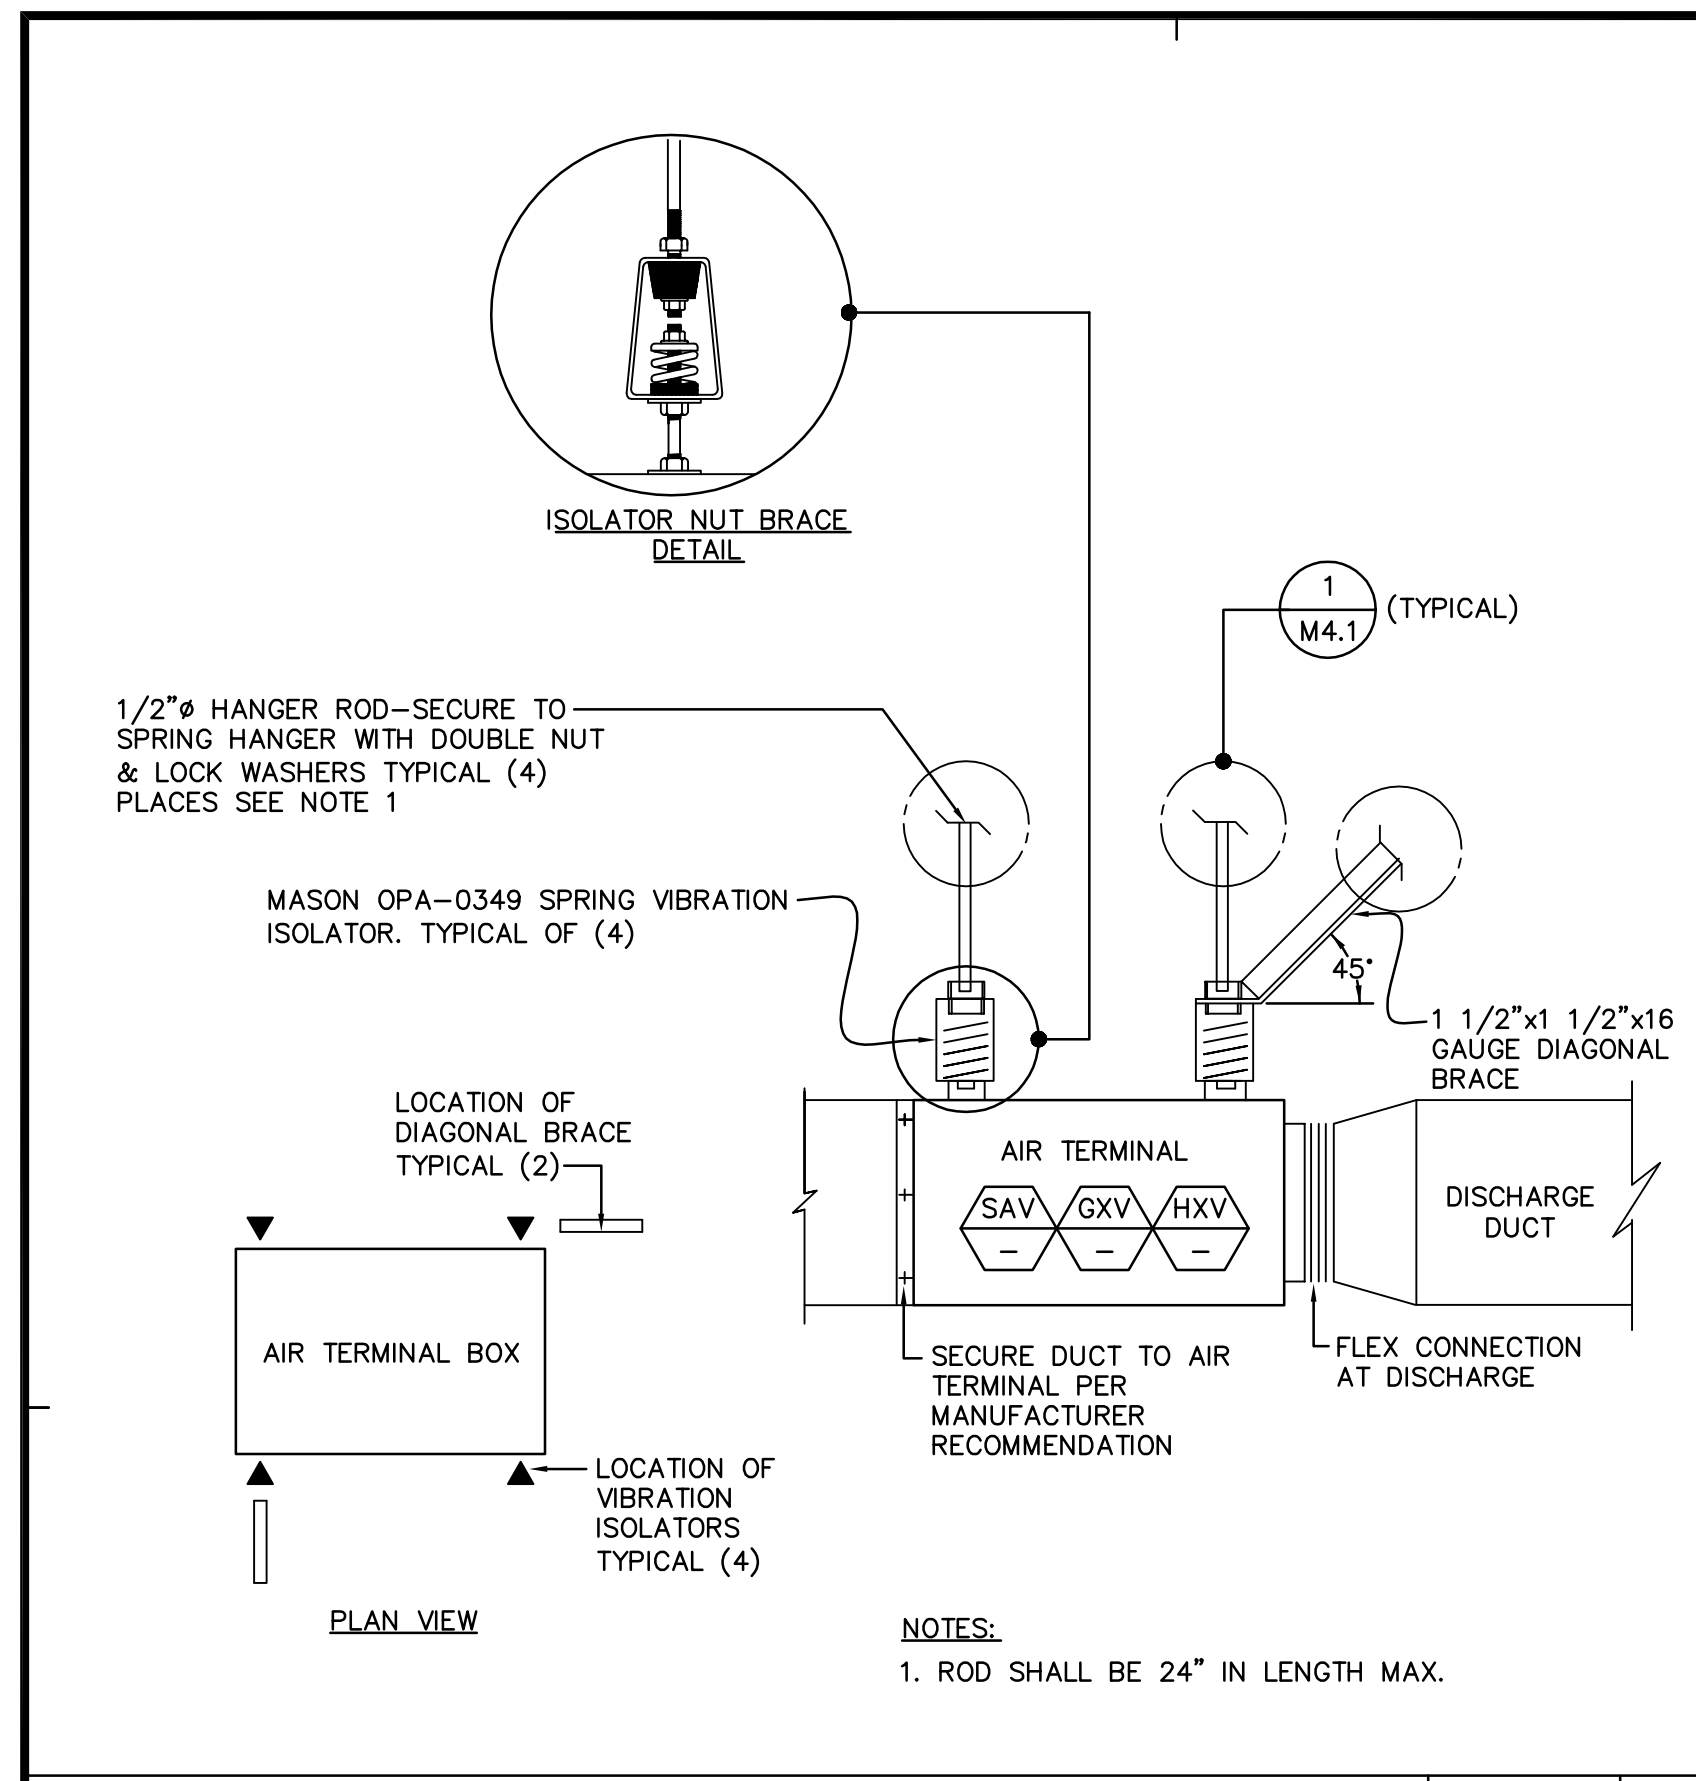 ISOLATOR NUT BRACE
DETAIL
1
M4.1
(TYPICAL)
1/2"ø HANGER ROD-SECURE TO
SPRING HANGER WITH DOUBLE NUT
& LOCK WASHERS TYPICAL (4)
PLACES SEE NOTE 1
MASON OPA-0349 SPRING VIBRATION
ISOLATOR. TYPICAL OF (4)
45°
1 1/2"x1 1/2"x16
GAUGE DIAGONAL
BRACE
LOCATION OF
DIAGONAL BRACE
TYPICAL (2)
AIR TERMINAL
SAV GXV HXV
- - -
DISCHARGE
DUCT
AIR TERMINAL BOX
SECURE DUCT TO AIR
TERMINAL PER
MANUFACTURER
RECOMMENDATION
FLEX CONNECTION
AT DISCHARGE
LOCATION OF
VIBRATION
ISOLATORS
TYPICAL (4)
PLAN VIEW
NOTES:
1. ROD SHALL BE 24" IN LENGTH MAX.